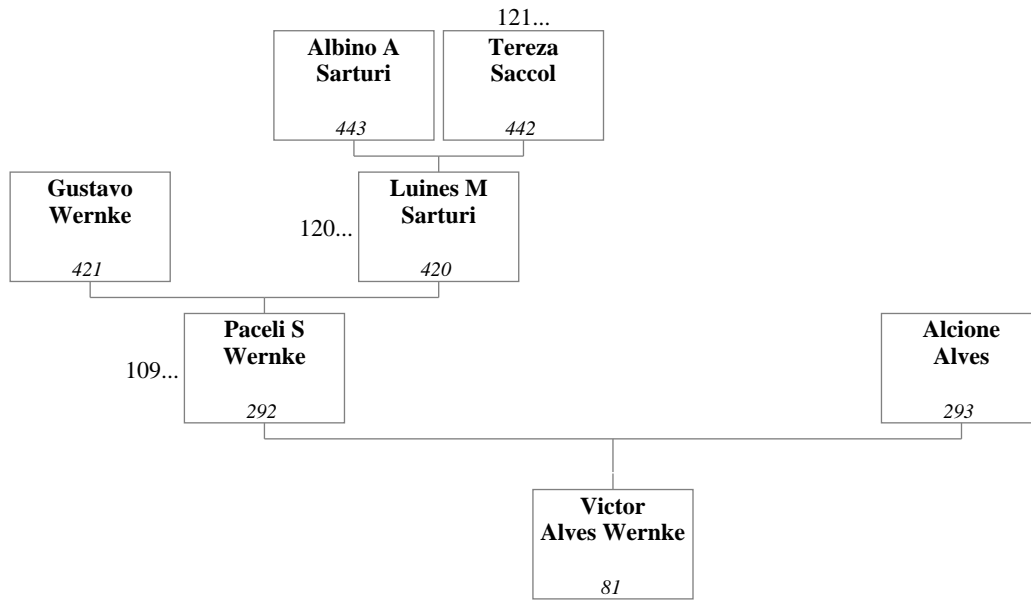 121...
Albino A
Sarturi
443
Tereza
Saccol
442
Gustavo
Wernke
421
120...
Luines M
Sarturi
420
109...
Paceli S
Wernke
292
Alcione
Alves
293
Victor
Alves Wernke
81